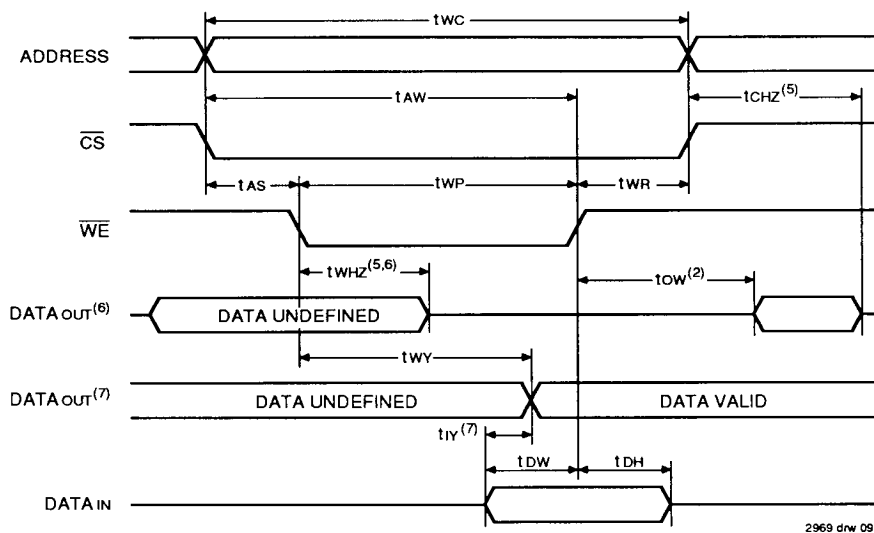 tWC
ADDRESS
tAW
tCHZ(5)
CS
tAS
tWP
tWR
WE
tWHZ(5,6)
tOW(2)
DATA OUT(6)
DATA UNDEFINED
tWY
DATA OUT(7)
DATA UNDEFINED
DATA VALID
tIY(7)
tDW
tDH
DATA IN
2969 drw 09